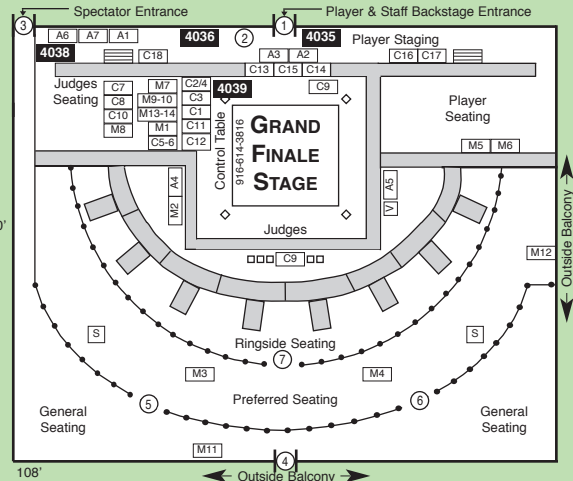 3 Spectator Entrance 1 Player & Staff Backstage Entrance
A6 A7 A1 4036 2 4035 Player Staging
4038 C18 A3 A2 C16 C17
C13 C15 C14
Judges
Seating
C7 M7 C2/4 4039 C9
C8 M9-10 C3
C10 M13-14 C1
M8 M1 C11
C5-6 C12
Player
Seating
M5 M6
Control Table
916-614-3816
GRAND
FINALE
STAGE
A4
M2
A5
V
Judges
C9
M12
Outside Balcony
S S
Ringside Seating
7
M3 M4
5 Preferred Seating 6
General
Seating
General
Seating
M11
4
108'
Outside Balcony